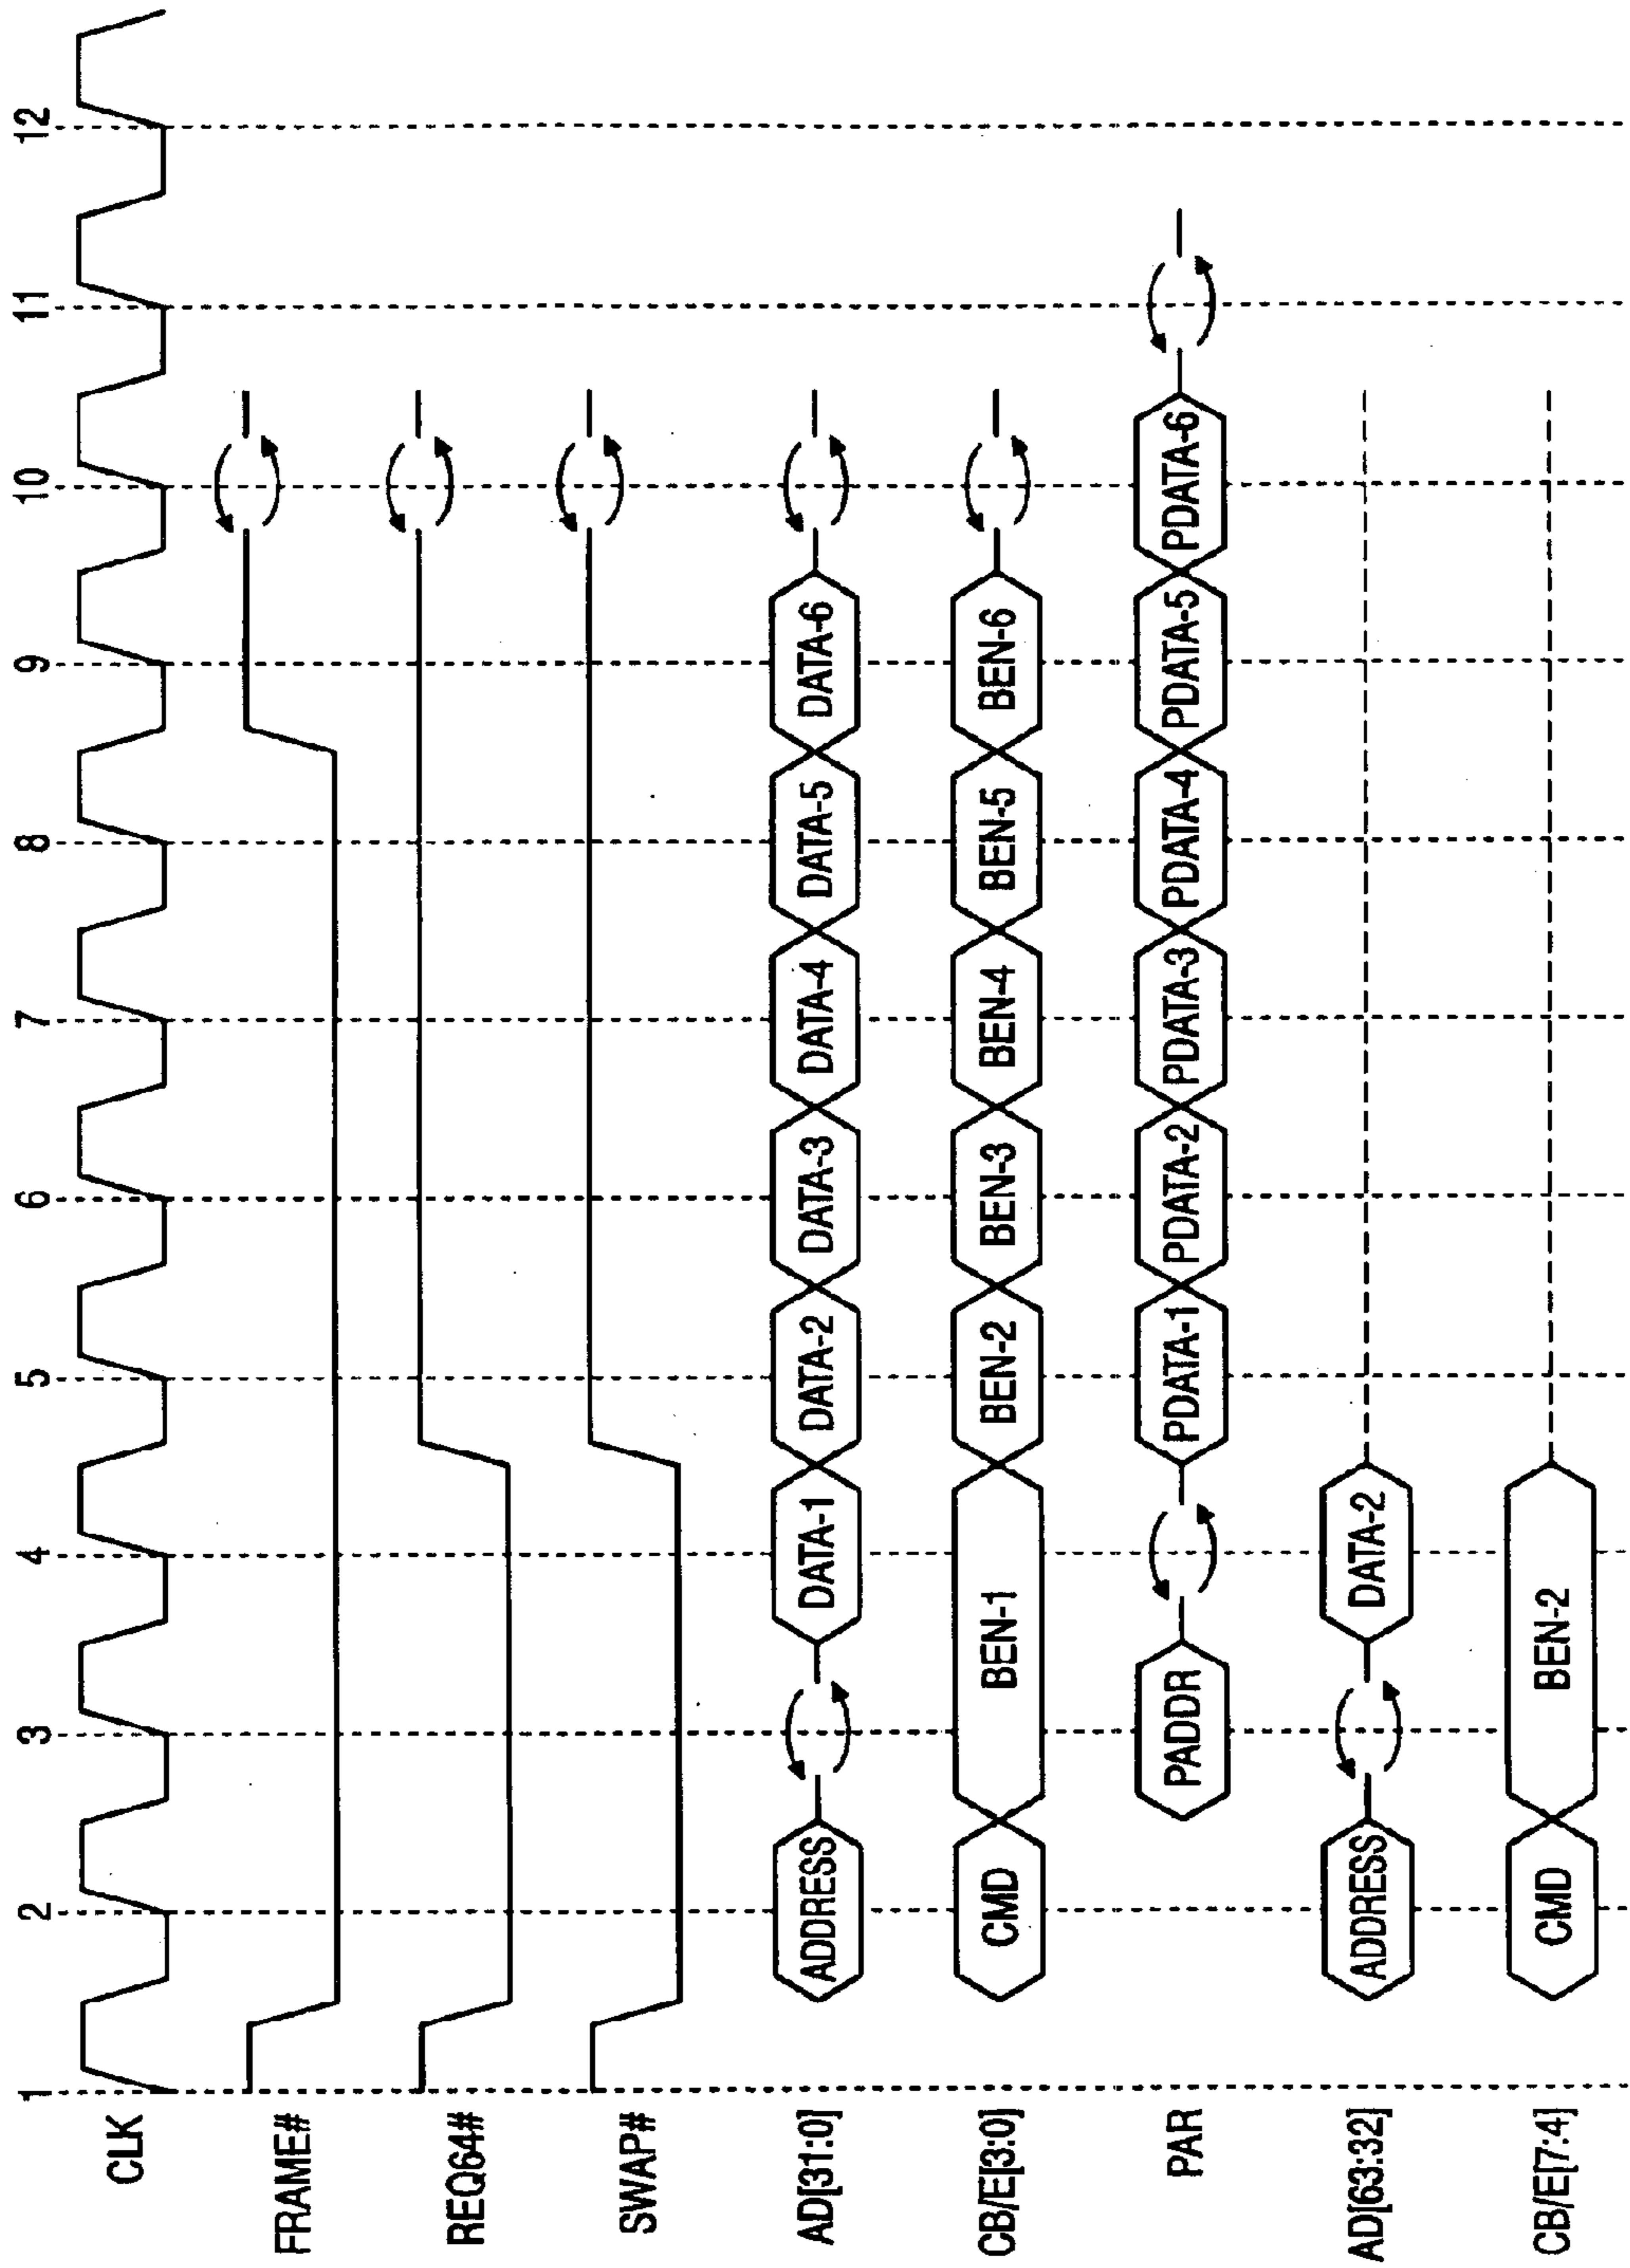 1 2 3 4 5 6 7 8 9 10 11 12
CLK
FRAME#
REQ64#
SWAP#
AD[31:0] ADDRESS DATA-1 DATA-2 DATA-3 DATA-4 DATA-5 DATA-6
CB/E[3:0] CMD BEN-1 BEN-2 BEN-3 BEN-4 BEN-5 BEN-6
PAR PADDR PDATA-1 PDATA-2 PDATA-3 PDATA-4 PDATA-5 PDATA-6
AD[63:32] ADDRESS DATA-2
CB/E[7:4] CMD BEN-2